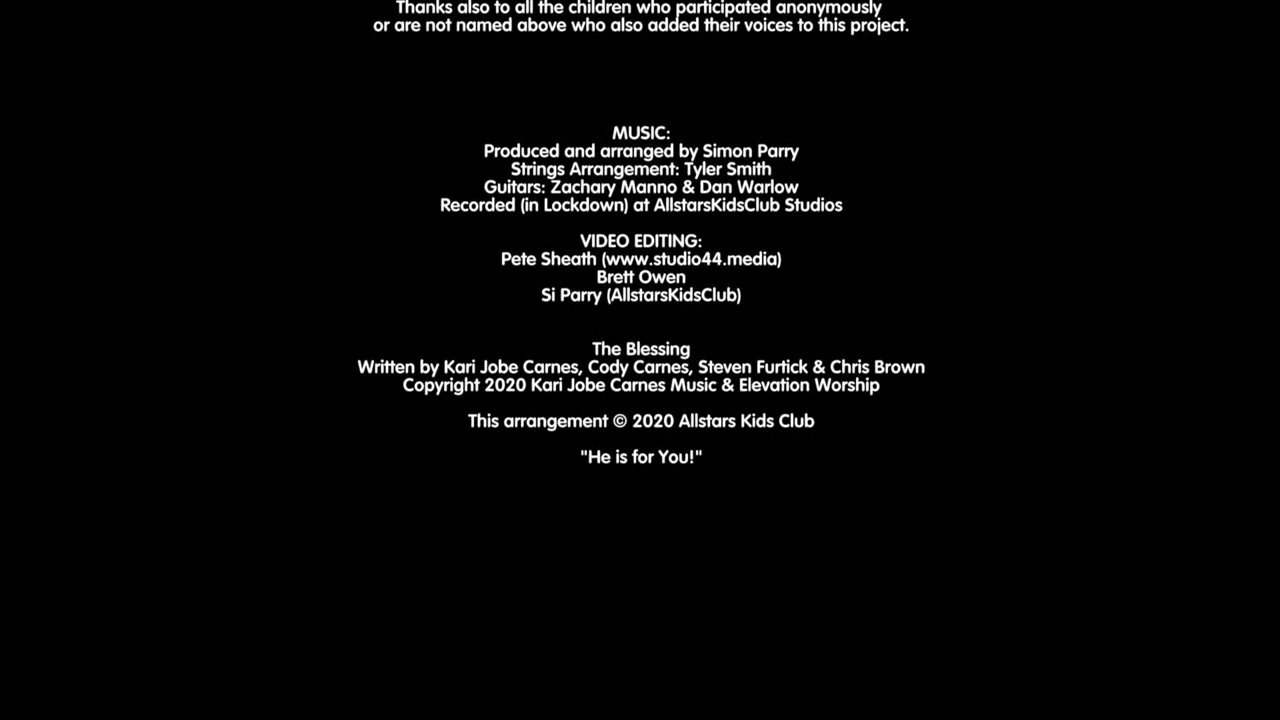 Thanks also to all the children who participated anonymously
or are not named above who also added their voices to this project.
MUSIC:
Produced and arranged by Simon Parry
Strings Arrangement: Tyler Smith
Guitars: Zachary Manno & Dan Warlow
Recorded (in Lockdown) at AllstarsKidsClub Studios
VIDEO EDITING:
Pete Sheath (www.studio44.media)
Brett Owen
Si Parry (AllstarsKidsClub)
The Blessing
Written by Kari Jobe Carnes, Cody Carnes, Steven Furtick & Chris Brown
Copyright 2020 Kari Jobe Carnes Music & Elevation Worship
This arrangement © 2020 Allstars Kids Club
"He is for You!"